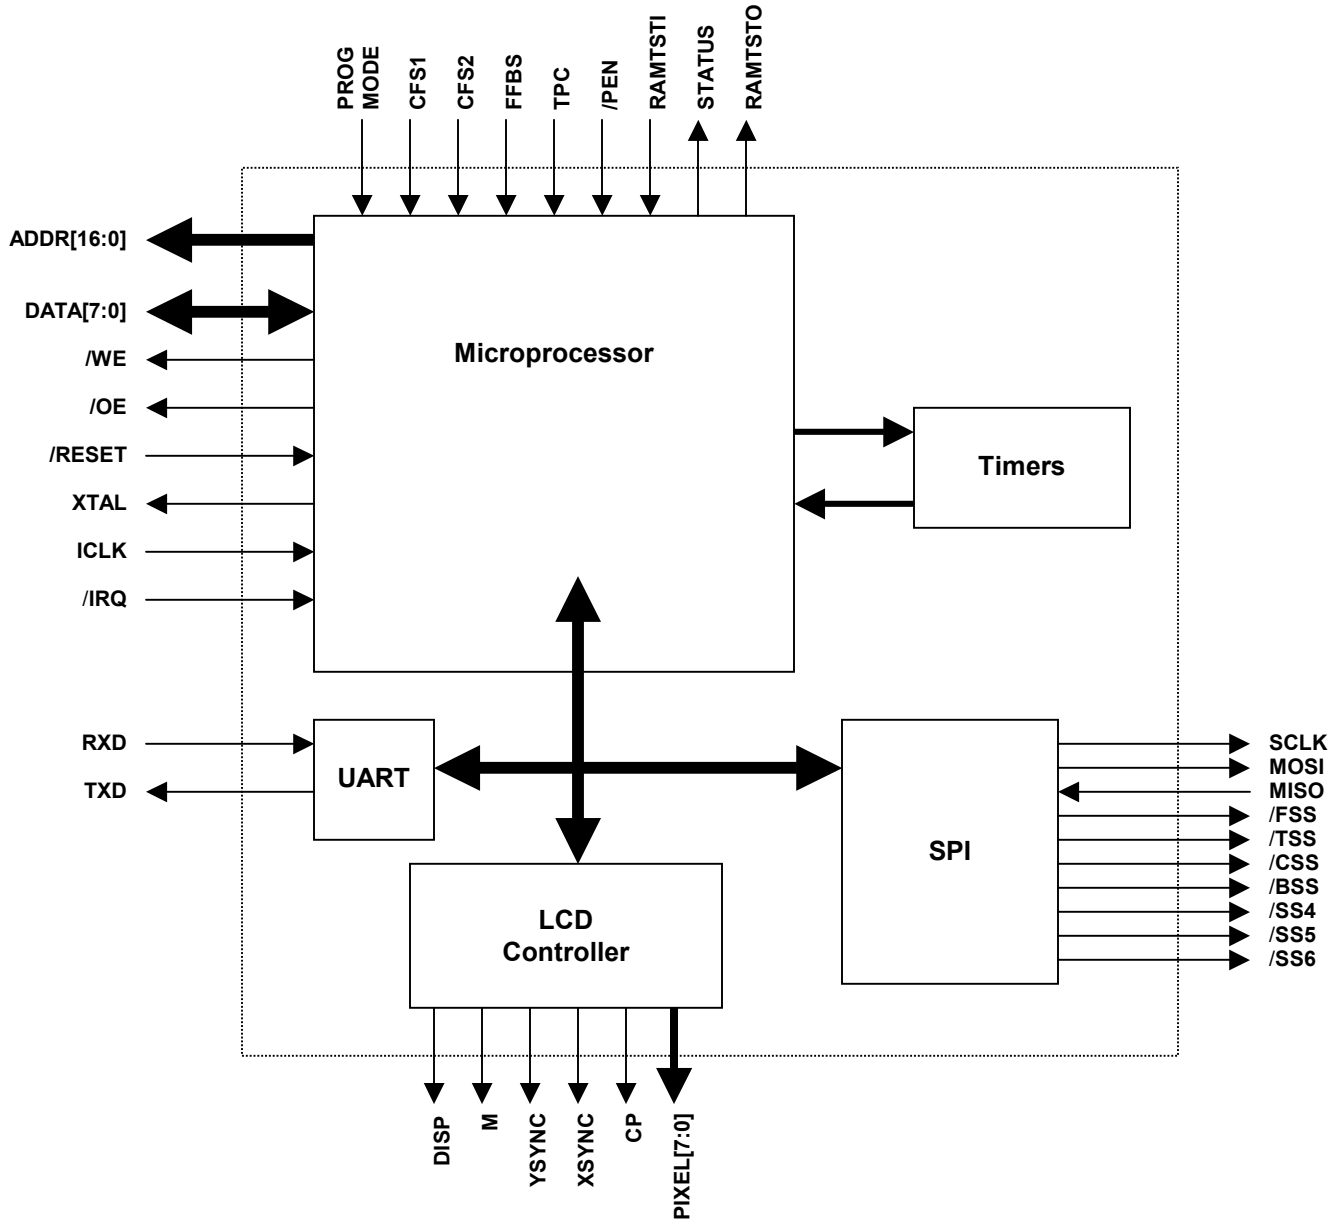 PROG
MODE
CFS1
CFS2
FFBS
TPC
/PEN
RAMTSTI
STATUS
RAMTSTO
ADDR[16:0]
DATA[7:0]
/WE
/OE
/RESET
XTAL
ICLK
/IRQ
Microprocessor
Timers
RXD
TXD
UART
SPI
SCLK
MOSI
MISO
/FSS
/TSS
/CSS
/BSS
/SS4
/SS5
/SS6
LCD
Controller
DISP
M
YSYNC
XSYNC
CP
PIXEL[7:0]